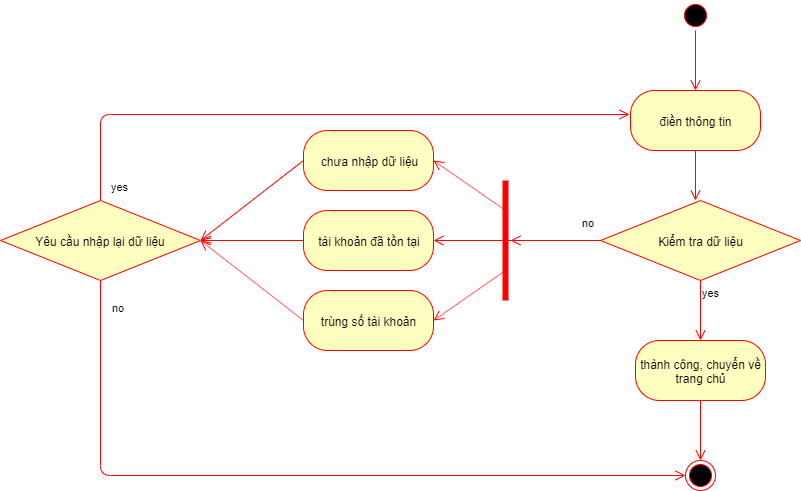 điền thông tin
yes
chưa nhập dữ liệu
no
Yêu cầu nhập lại dữ liệu
tài khoản đã tồn tại
Kiểm tra dữ liệu
yes
no
trùng số tài khoản
thành công, chuyển về
trang chủ